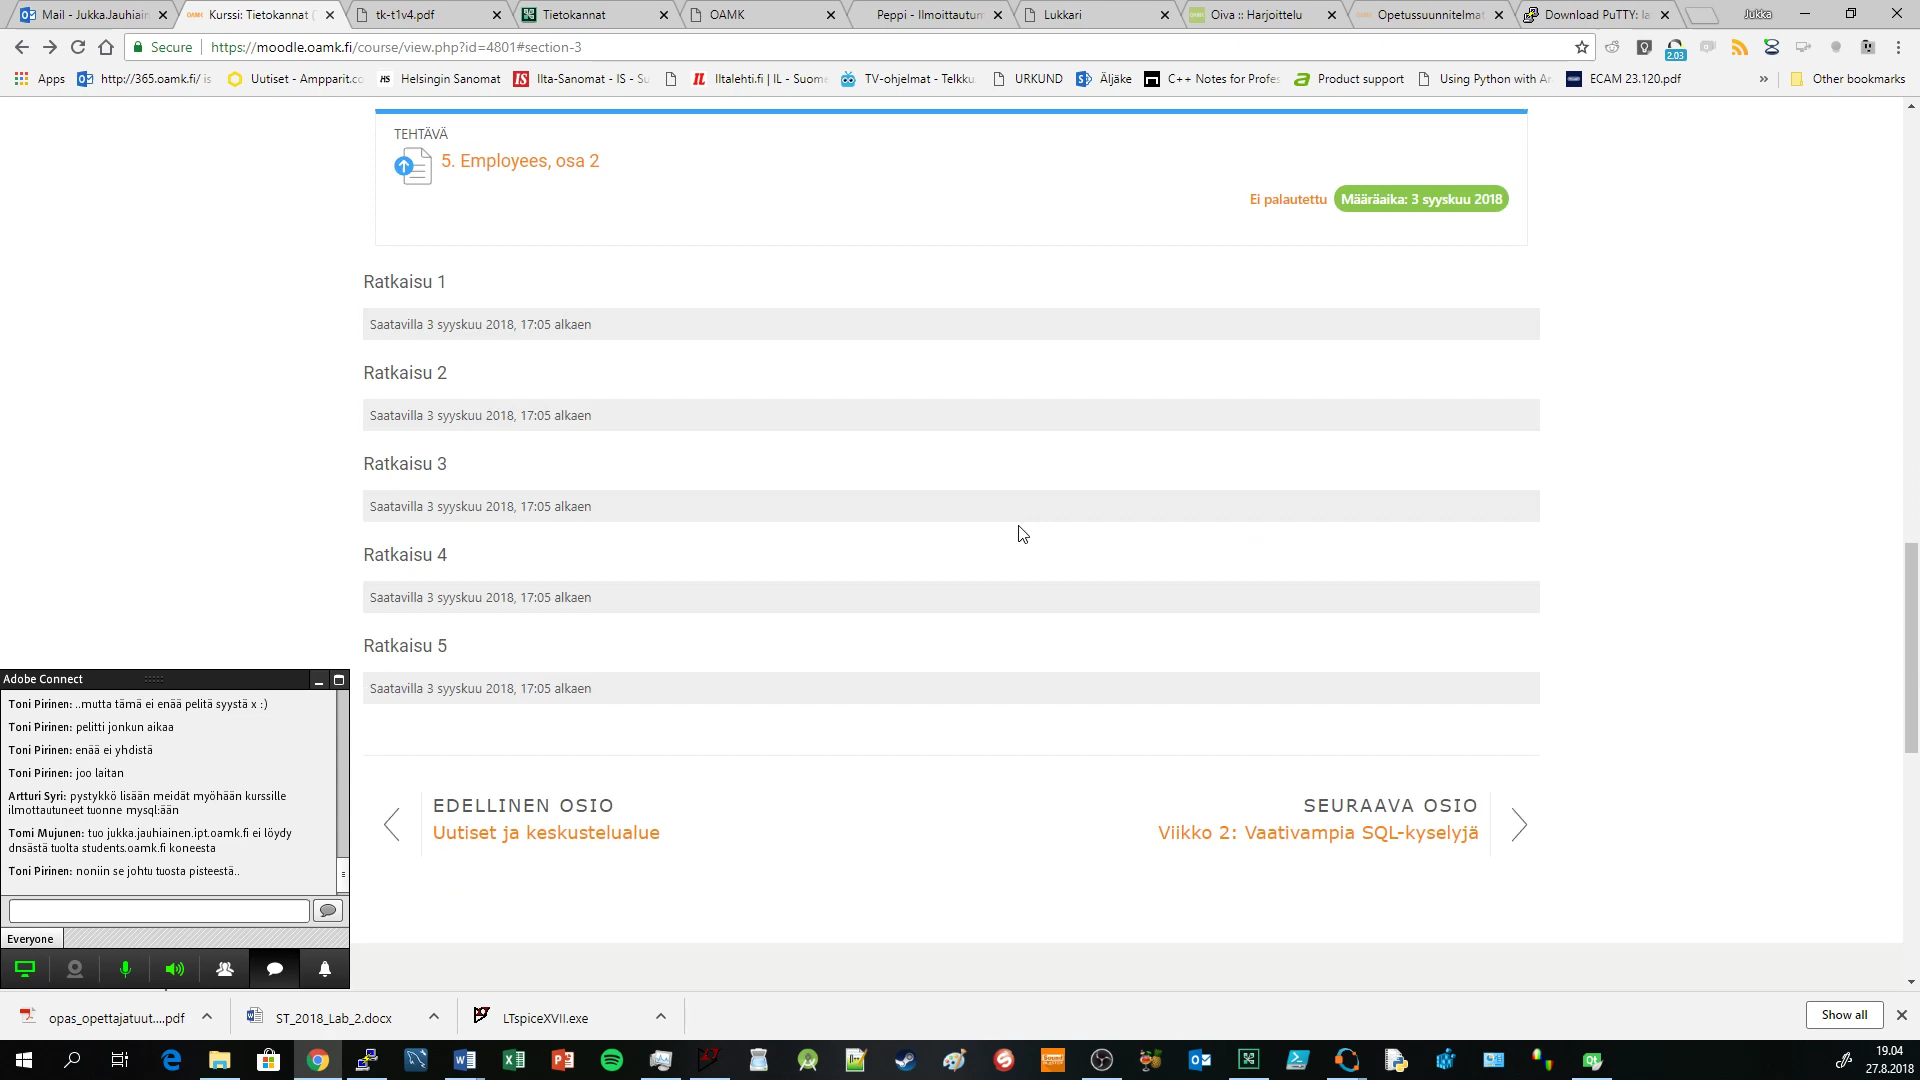 Mail - Jukka.Jauhiain
Kurssi: Tietokannat (
tk-t1v4.pdf
Tietokannat
OAMK
Peppi - Ilmoittautum
Lukkari
Oiva :: Harjoittelu
Opetussuunnitelmat
Download PuTTY: la
Jukka
Secure
https://moodle.oamk.fi/course/view.php?id=4801#section-3
2.03
Apps
http://365.oamk.fi/ is
Uutiset - Ampparit.co
HS Helsingin Sanomat
IS Ilta-Sanomat - IS - Su
IL Iltalehti.fi | IL - Suome
TV-ohjelmat - Telkku
URKUND
Äljäke
C++ Notes for Profes
Product support
Using Python with Ar
ECAM 23.120.pdf
»
Other bookmarks
TEHTÄVÄ
5. Employees, osa 2
Ei palautettu
Määräaika: 3 syyskuu 2018
Ratkaisu 1
Saatavilla 3 syyskuu 2018, 17:05 alkaen
Ratkaisu 2
Saatavilla 3 syyskuu 2018, 17:05 alkaen
Ratkaisu 3
Saatavilla 3 syyskuu 2018, 17:05 alkaen
Ratkaisu 4
Saatavilla 3 syyskuu 2018, 17:05 alkaen
Ratkaisu 5
Saatavilla 3 syyskuu 2018, 17:05 alkaen
EDELLINEN OSIO
Uutiset ja keskustelualue
SEURAAVA OSIO
Viikko 2: Vaativampia SQL-kyselyjä
Adobe Connect
Toni Pirinen: ..mutta tämä ei enää pelitä syystä x :)
Toni Pirinen: pelitti jonkun aikaa
Toni Pirinen: enää ei yhdistä
Toni Pirinen: joo laitan
Artturi Syri: pystykkö lisään meidät myöhään kurssille
ilmottautuneet tuonne mysql:ään
Tomi Mujunen: tuo jukka.jauhiainen.ipt.oamk.fi ei löydy
dnsästä tuolta students.oamk.fi koneesta
Toni Pirinen: noniin se johtu tuosta pisteestä..
Everyone
opas_opettajatuut....pdf
ST_2018_Lab_2.docx
LTspiceXVII.exe
Show all
19.04
27.8.2018